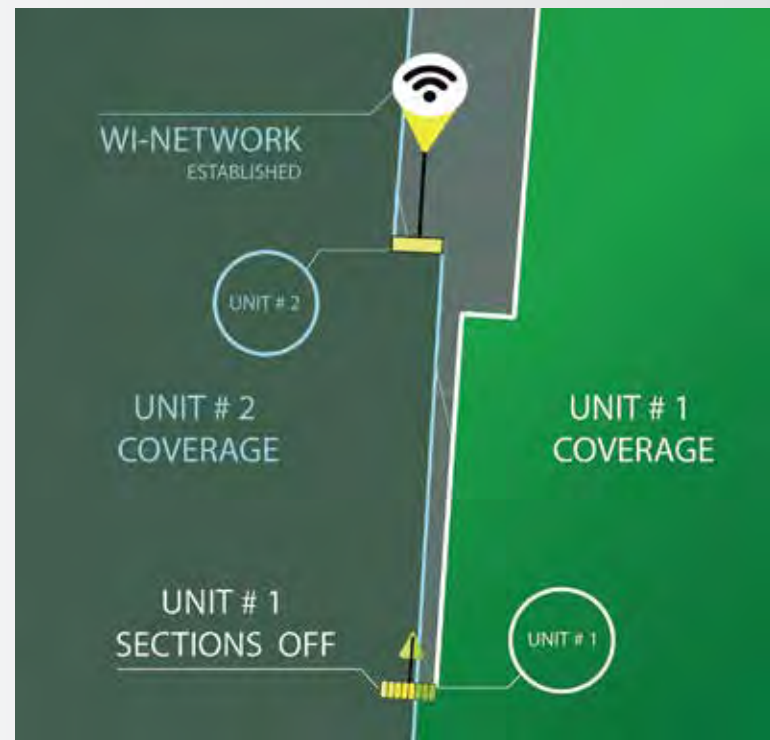 WI-NETWORK
ESTABLISHED
UNIT # 2
UNIT # 2
COVERAGE
UNIT # 1
COVERAGE
UNIT # 1
SECTIONS OFF
UNIT # 1